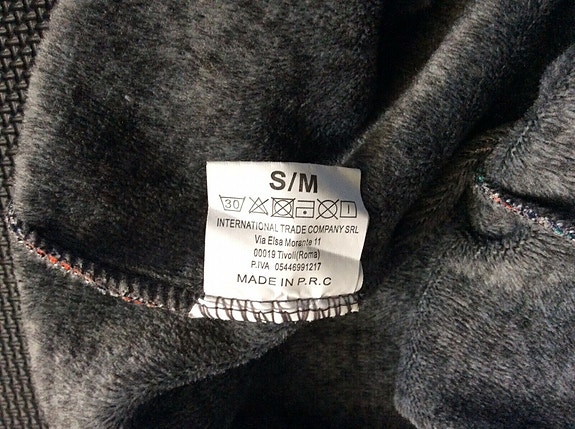 S/M
30
INTERNATIONAL TRADE COMPANY SRL
Via Elsa Morante 11
00019 Tivoli(Roma)
P.IVA 05446991217
MADE IN P.R.C